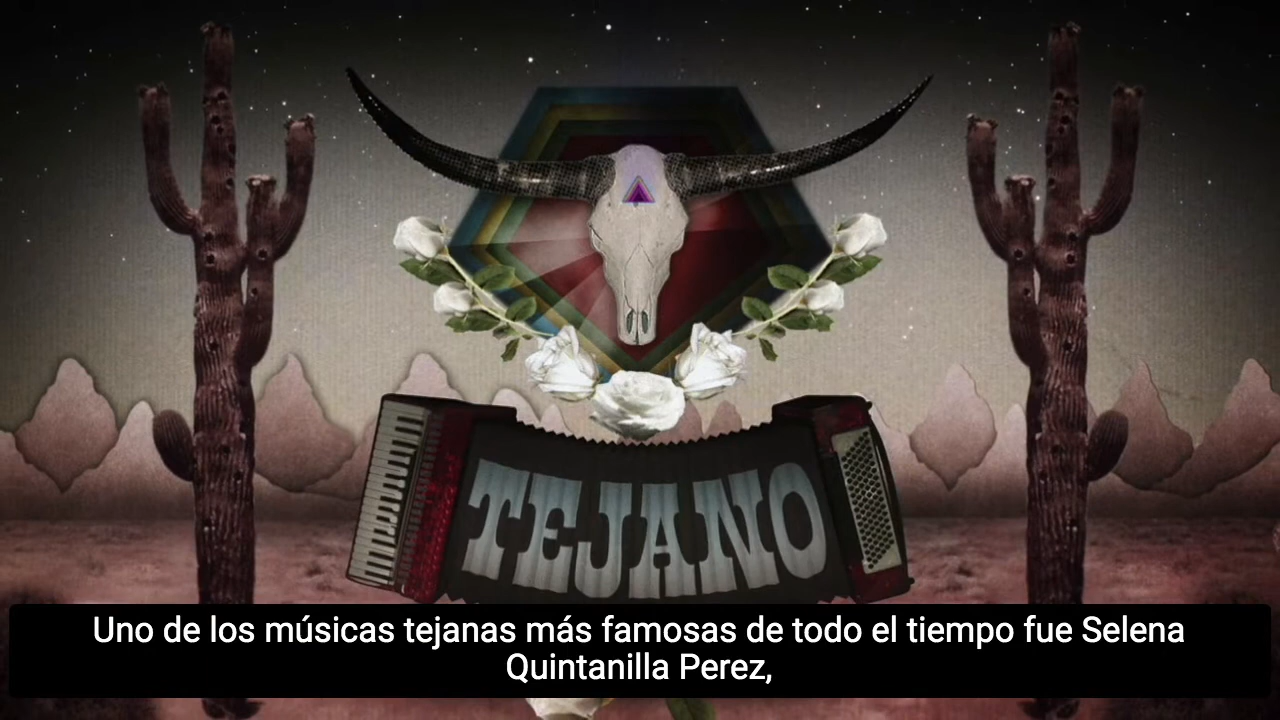 TEJANO
Uno de los músicas tejanas más famosas de todo el tiempo fue Selena
Quintanilla Perez,